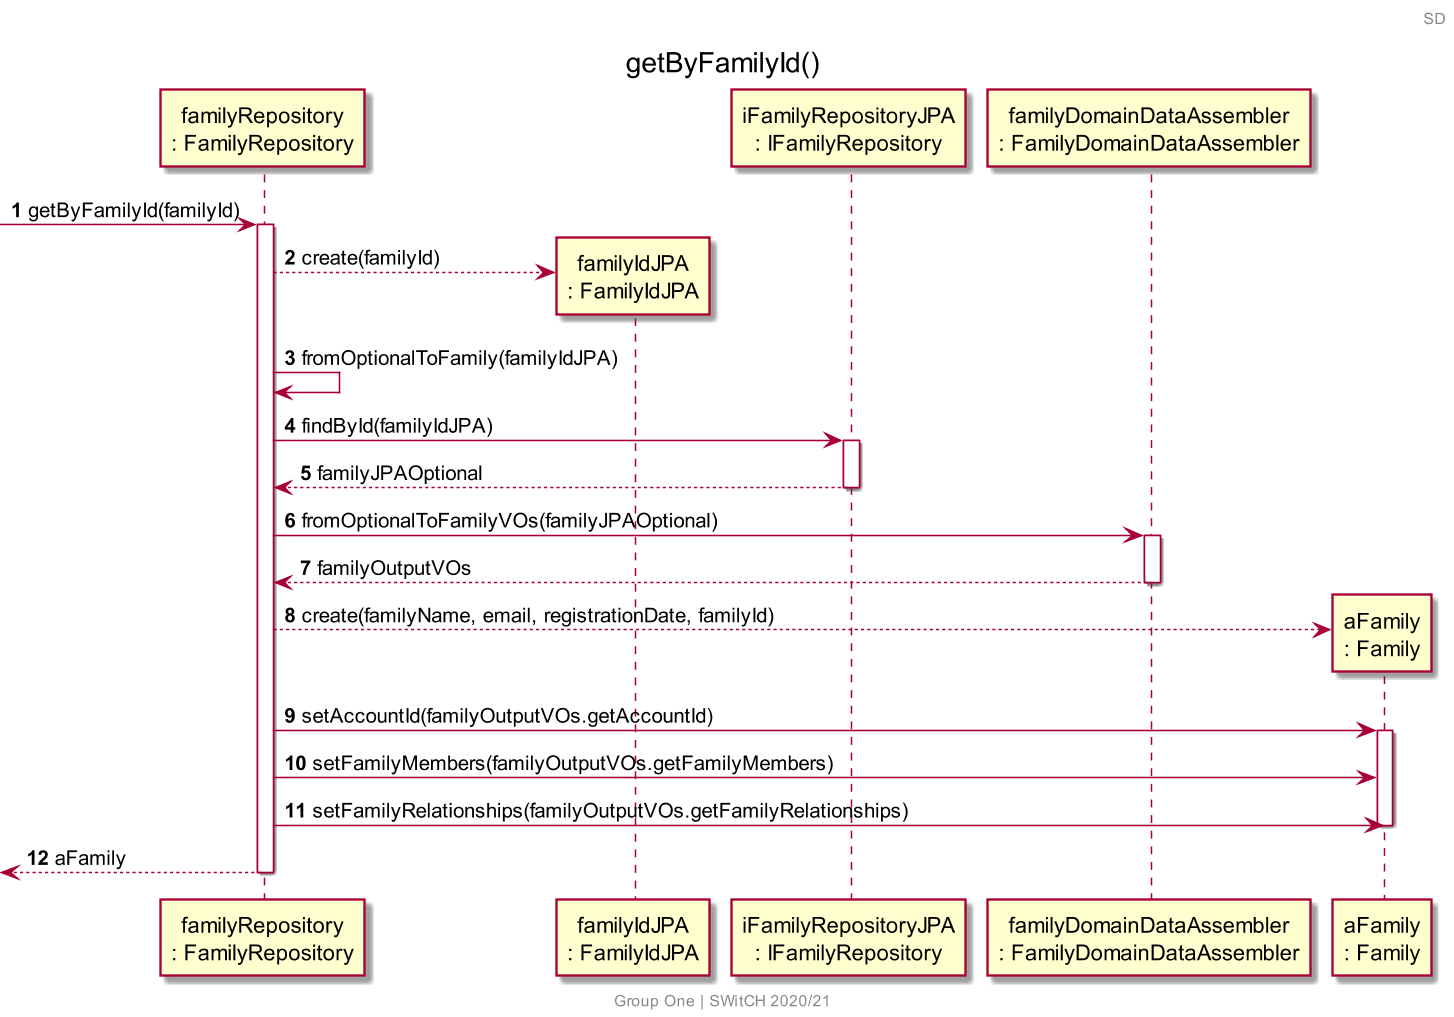 SD
getByFamilyId()
familyRepository
: FamilyRepository
iFamilyRepositoryJPA
: IFamilyRepository
familyDomainDataAssembler
: FamilyDomainDataAssembler
1 getByFamilyId(familyId)
2 create(familyId)
familyIdJPA
: FamilyIdJPA
3 fromOptionalToFamily(familyIdJPA)
4 findById(familyIdJPA)
5 familyJPAOptional
6 fromOptionalToFamilyVOs(familyJPAOptional)
7 familyOutputVOs
8 create(familyName, email, registrationDate, familyId)
aFamily
: Family
9 setAccountId(familyOutputVOs.getAccountId)
10 setFamilyMembers(familyOutputVOs.getFamilyMembers)
11 setFamilyRelationships(familyOutputVOs.getFamilyRelationships)
12 aFamily
familyRepository
: FamilyRepository
familyIdJPA
: FamilyIdJPA
iFamilyRepositoryJPA
: IFamilyRepository
familyDomainDataAssembler
: FamilyDomainDataAssembler
aFamily
: Family
Group One | SWitCH 2020/21